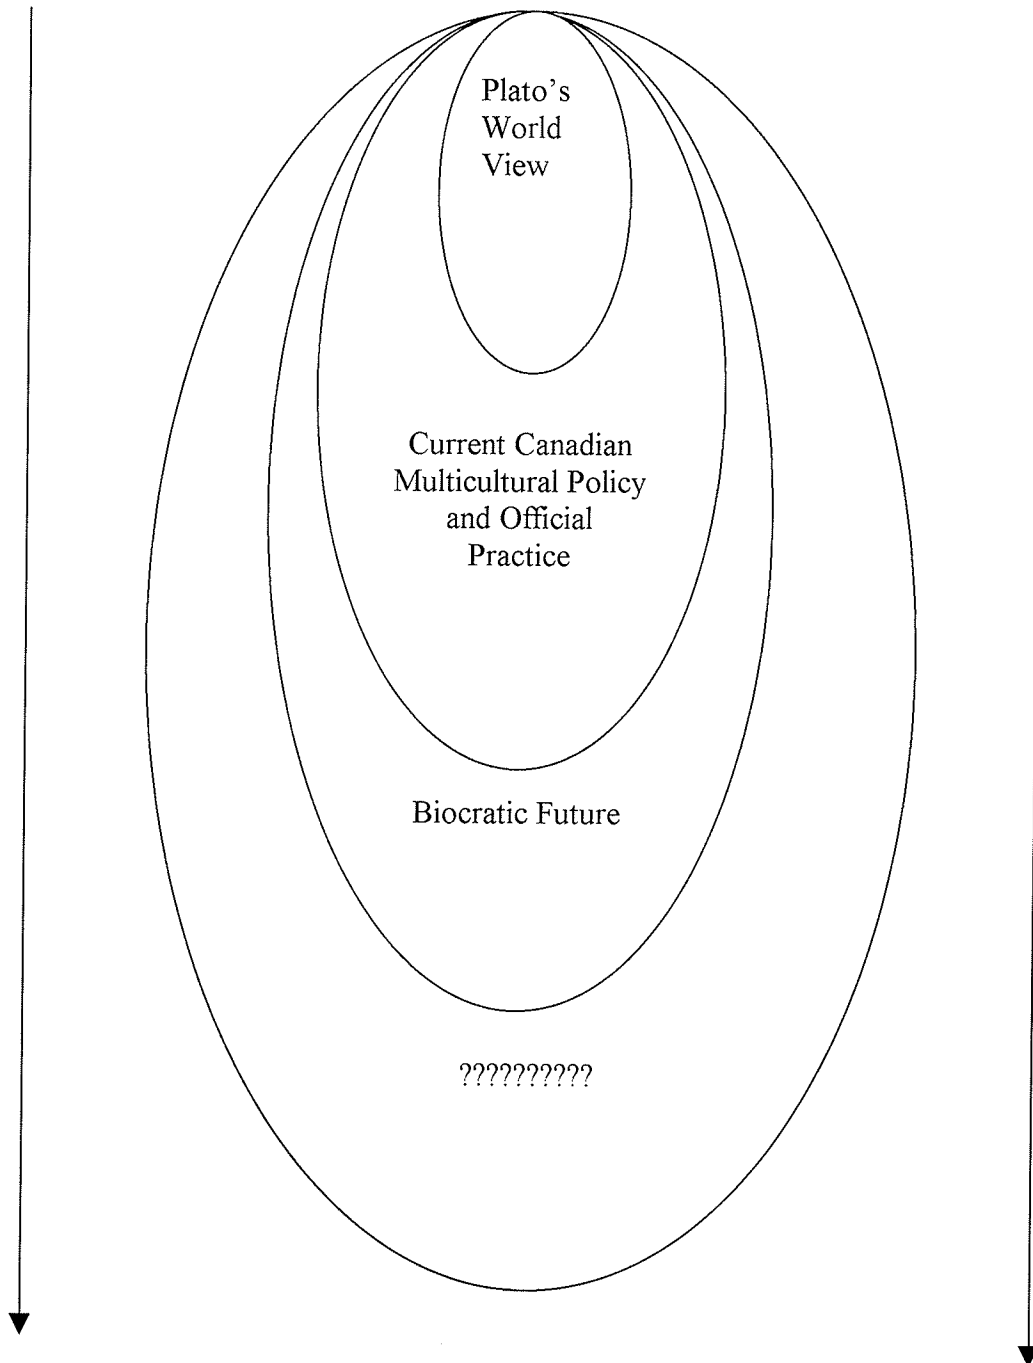 Plato’s
World
View
Current Canadian
Multicultural Policy
and Official
Practice
Biocratic Future
??????????